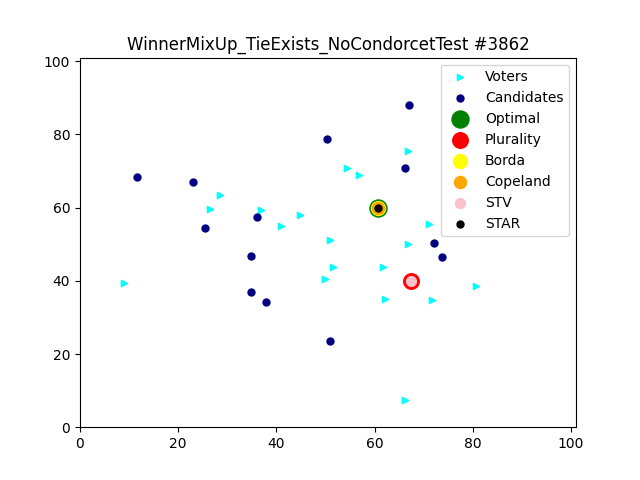 WinnerMixUp_TieExists_NoCondorcetTest #3862
100
80
60
40
20
0
0 20 40 60 80 100
Voters
Candidates
Optimal
Plurality
Borda
Copeland
STV
STAR